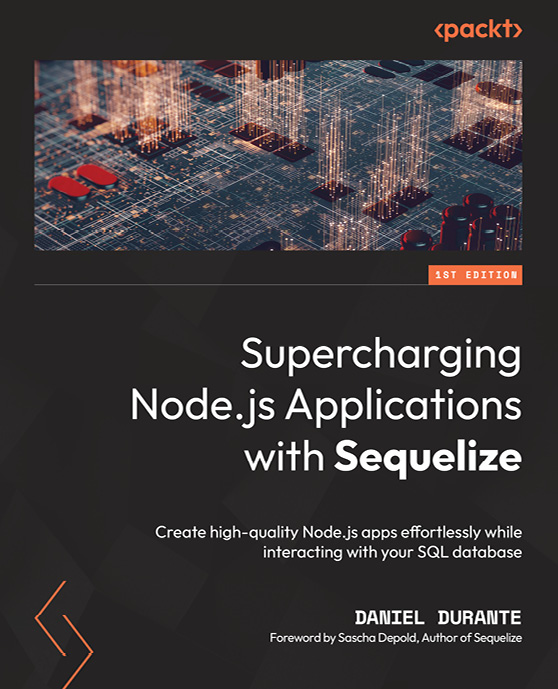 <packt>
1ST EDITION
Supercharging
Node.js Applications
with Sequelize
Create high-quality Node.js apps effortlessly while
interacting with your SQL database
DANIEL DURANTE
Foreword by Sascha Depold, Author of Sequelize